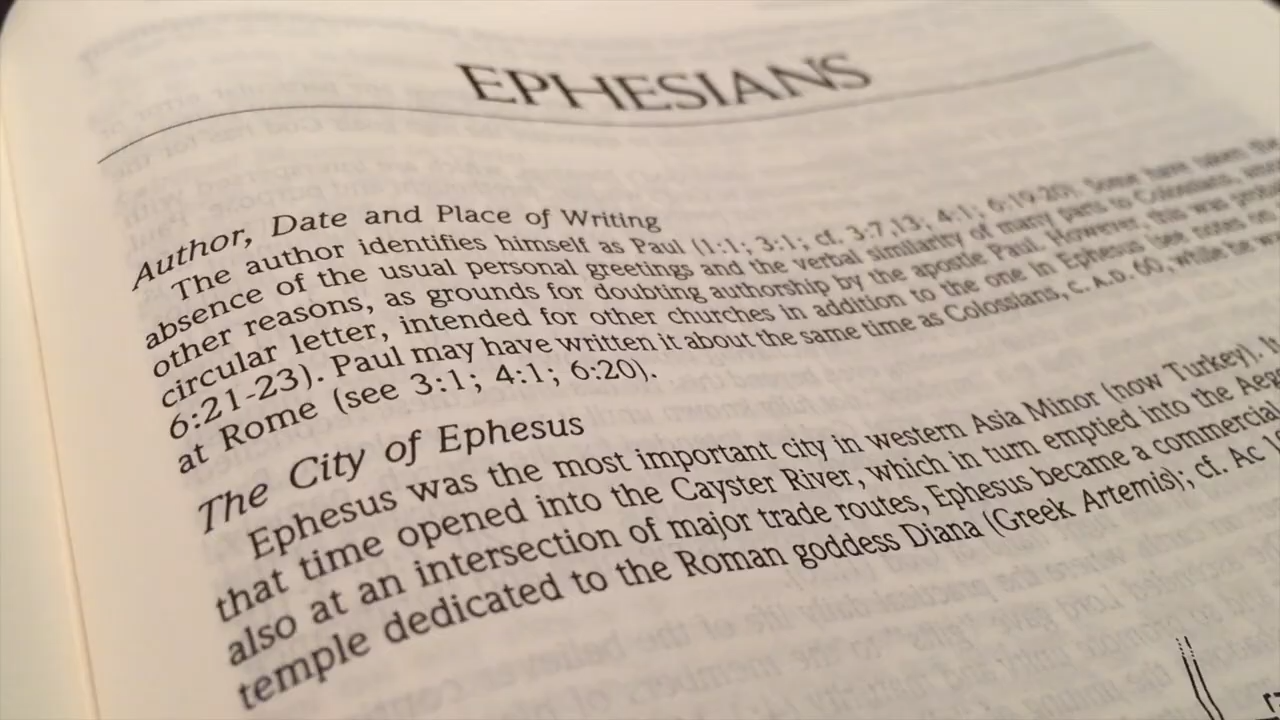 EPHESIANS
Author, Date and Place of Writing
The author identifies himself as Paul (1:1; 3:1; cf. 3:7,13; 4:1; 6:19-20). Some have taken the
absence of the usual personal greetings and the verbal similarity of many parts to Colossians,
other reasons, as grounds for doubting authorship by the apostle Paul. However, this was
circular letter, intended for other churches in addition to the one in Ephesus (see notes on
6:21-23). Paul may have written it about the same time as Colossians, C. A.D. 60, while he
at Rome (see 3:1; 4:1; 6:20).
The City of Ephesus
Ephesus was the most important city in western Asia Minor (now Turkey).
that time opened into the Cayster River, which in turn emptied into the
also at an intersection of major trade routes, Ephesus became a commercial
temple dedicated to the Roman goddess Diana (Greek Artemis); cf. Ac